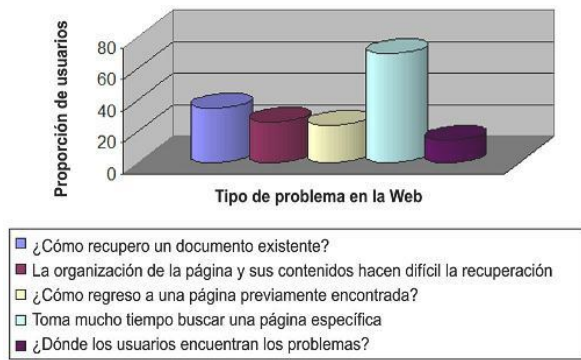 80
60
40
20
0
Proporción de usuarios
Tipo de problema en la Web
¿Cómo recupero un documento existente?
La organización de la página y sus contenidos hacen difícil la recuperación
¿Cómo regreso a una página previamente encontrada?
Toma mucho tiempo buscar una página específica
¿Dónde los usuarios encuentran los problemas?